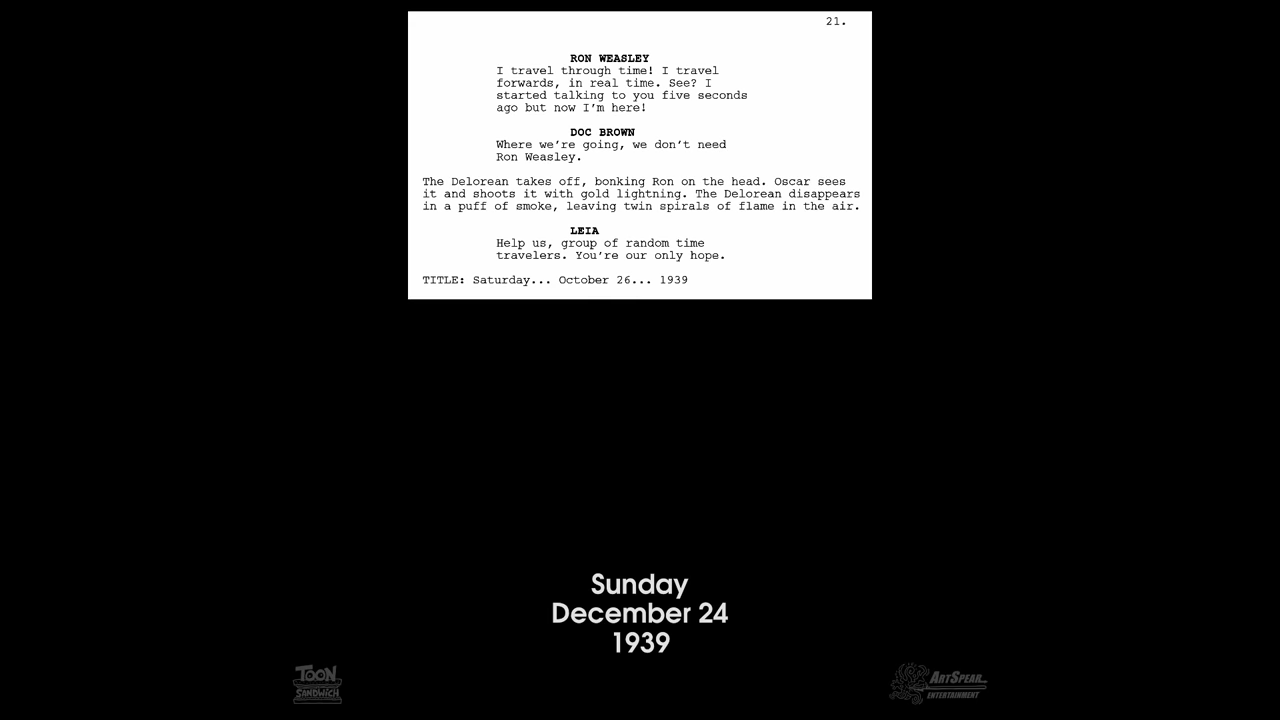 21.
RON WEASLEY
I travel through time! I travel
forwards, in real time. See? I
started talking to you five seconds
ago but now I'm here!
DOC BROWN
Where we're going, we don't need
Ron Weasley.
The Delorean takes off, bonking Ron on the head. Oscar sees
it and shoots it with gold lightning. The Delorean disappears
in a puff of smoke, leaving twin spirals of flame in the air.
LEIA
Help us, group of random time
travelers. You're our only hope.
TITLE: Saturday... October 26... 1939
Sunday
December 24
1939
TOON
SANDWICH
ARTSPEAR
ENTERTAINMENT